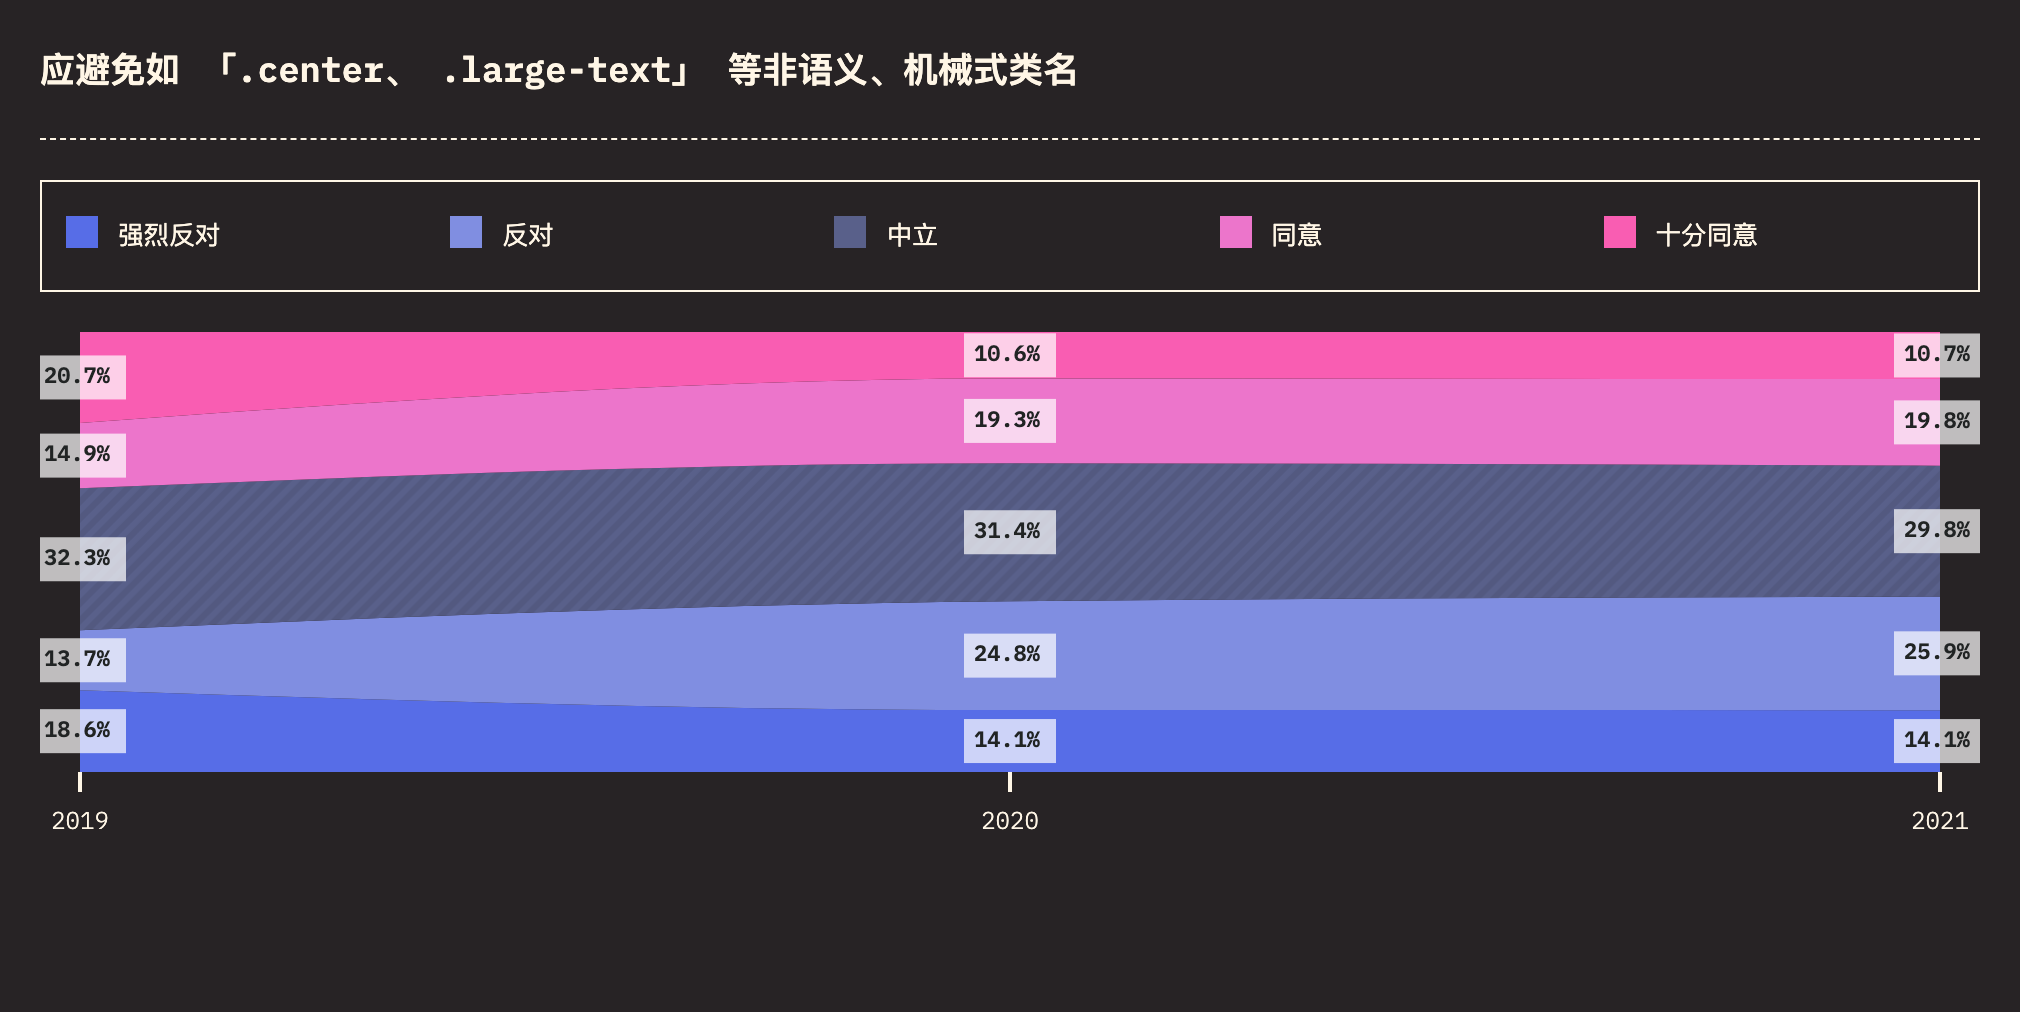 应避免如 「.center、 .large-text」 等非语义、机械式类名
强烈反对 反对 中立 同意 十分同意
20.7% 10.6% 10.7%
14.9% 19.3% 19.8%
32.3% 31.4% 29.8%
13.7% 24.8% 25.9%
18.6% 14.1% 14.1%
2019 2020 2021